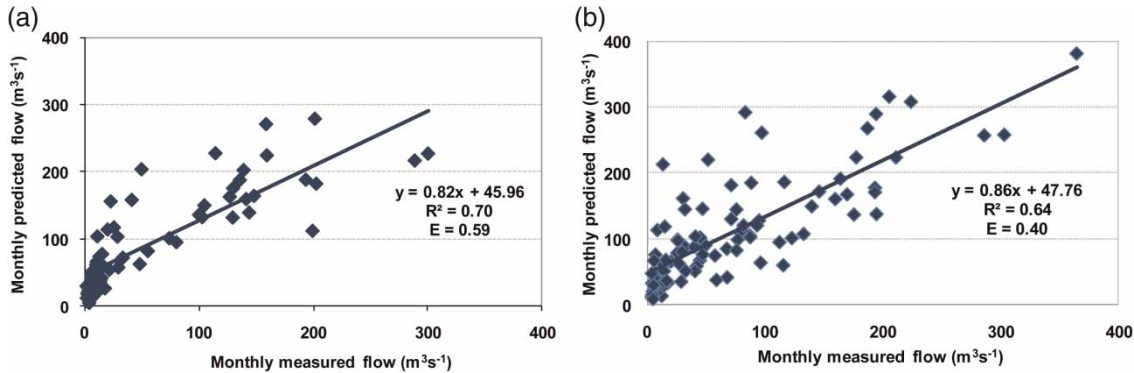 (a)
Monthly predicted flow (m³s⁻¹)
400
300
200
100
0
y = 0.82x + 45.96
R² = 0.70
E = 0.59
0
100
200
300
400
Monthly measured flow (m³s⁻¹)
(b)
Monthly predicted flow (m³s⁻¹)
400
300
200
100
0
y = 0.86x + 47.76
R² = 0.64
E = 0.40
0
100
200
300
400
Monthly measured flow (m³s⁻¹)